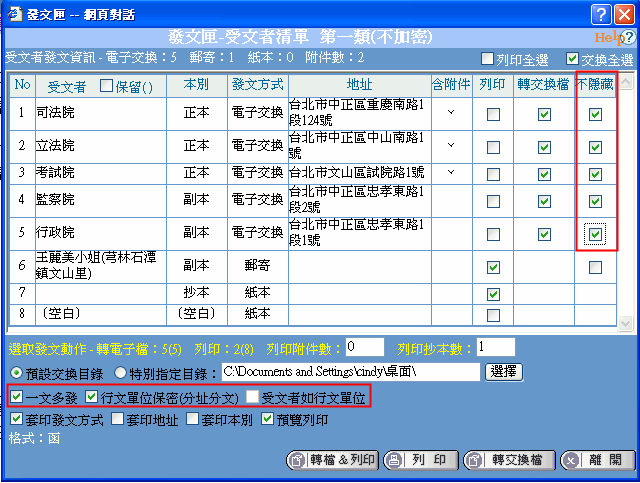 發文匣 -- 網頁對話
發文匣-受文者清單 第一類(不加密)
Help
受文者發文資訊 - 電子交換：5 郵寄：1 紙本：0 附件數：2 列印全選 交換全選
No 受文者 保留() 本別 發文方式 地址 含附件 列印 轉交換檔 不隱藏
1 司法院 正本 電子交換 台北市中正區重慶南路1段124號 ˇ
2 立法院 正本 電子交換 台北市中正區中山南路1號 ˇ
3 考試院 正本 電子交換 台北市文山區試院路1號 ˇ
4 監察院 副本 電子交換 台北市中正區忠孝東路1段2號
5 行政院 副本 電子交換 台北市中正區忠孝東路1段1號
6 王麗美小姐(芎林石潭鎮文山里) 副本 郵寄
7 抄本 紙本
8 〔空白〕 〔空白〕 紙本
選取發文動作 - 轉電子檔：5(5) 列印：2(8) 列印附件數： 0 列印抄本數： 1
預設交換目錄 特別指定目錄： C:\Documents and Settings\cindy\桌面\ 選擇
一文多發 行文單位保密(分址分文) 受文者如行文單位
套印發文方式 套印地址 套印本別 預覽列印
格式：函
轉檔＆列印 列 印 轉交換檔 離 開